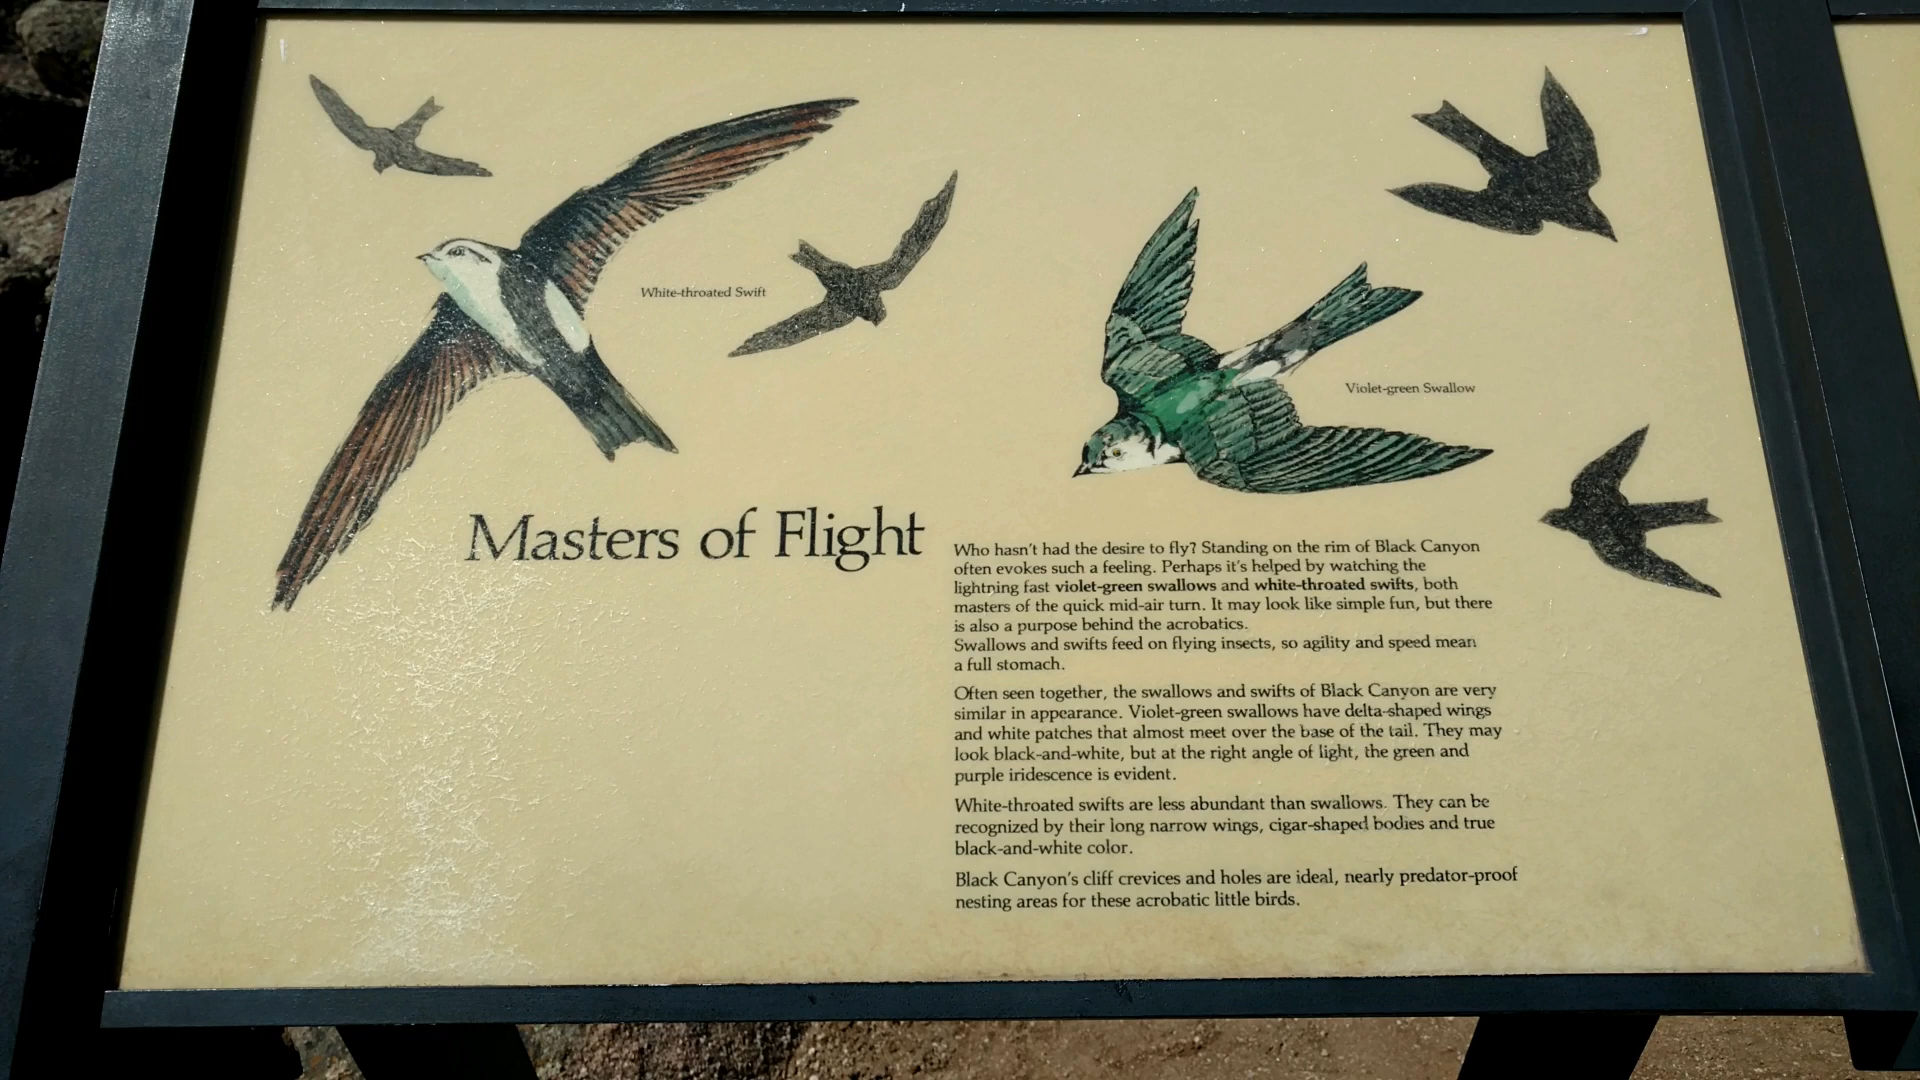 White-throated Swift
Violet-green Swallow
Masters of Flight
Who hasn't had the desire to fly? Standing on the rim of Black Canyon
often evokes such a feeling. Perhaps it's helped by watching the
lightning fast violet-green swallows and white-throated swifts, both
masters of the quick mid-air turn. It may look like simple fun, but there
is also a purpose behind the acrobatics.
Swallows and swifts feed on flying insects, so agility and speed mean
a full stomach.
Often seen together, the swallows and swifts of Black Canyon are very
similar in appearance. Violet-green swallows have delta-shaped wings
and white patches that almost meet over the base of the tail. They may
look black-and-white, but at the right angle of light, the green and
purple iridescence is evident.
White-throated swifts are less abundant than swallows. They can be
recognized by their long narrow wings, cigar-shaped bodies and true
black-and-white color.
Black Canyon's cliff crevices and holes are ideal, nearly predator-proof
nesting areas for these acrobatic little birds.